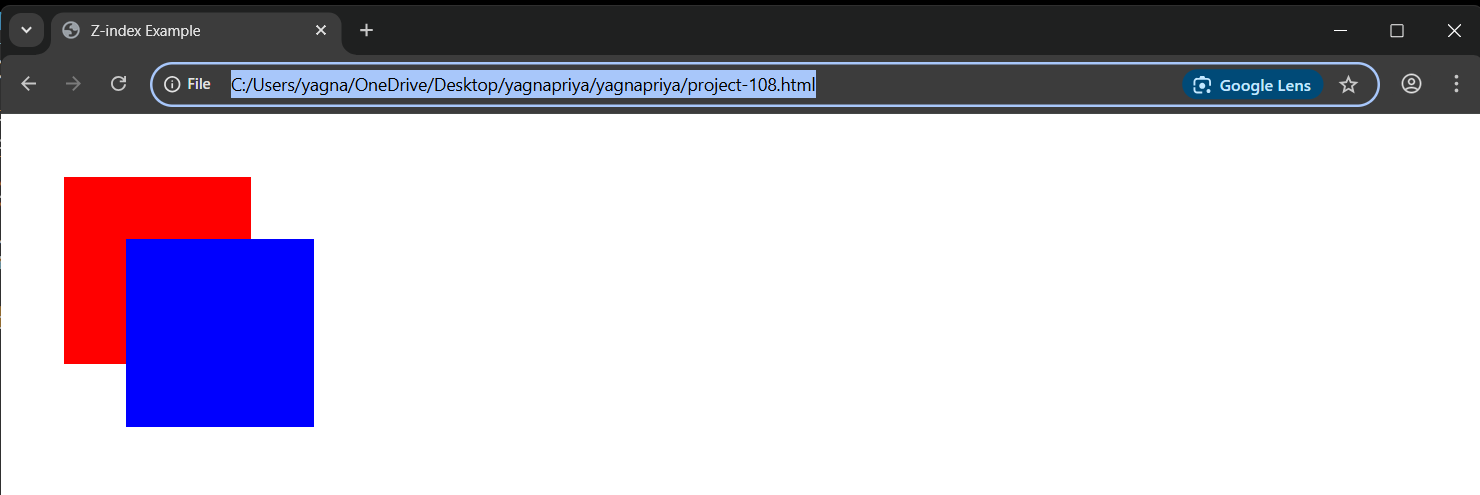 Z-index Example
File C:/Users/yagna/OneDrive/Desktop/yagnapriya/yagnapriya/project-108.html Google Lens